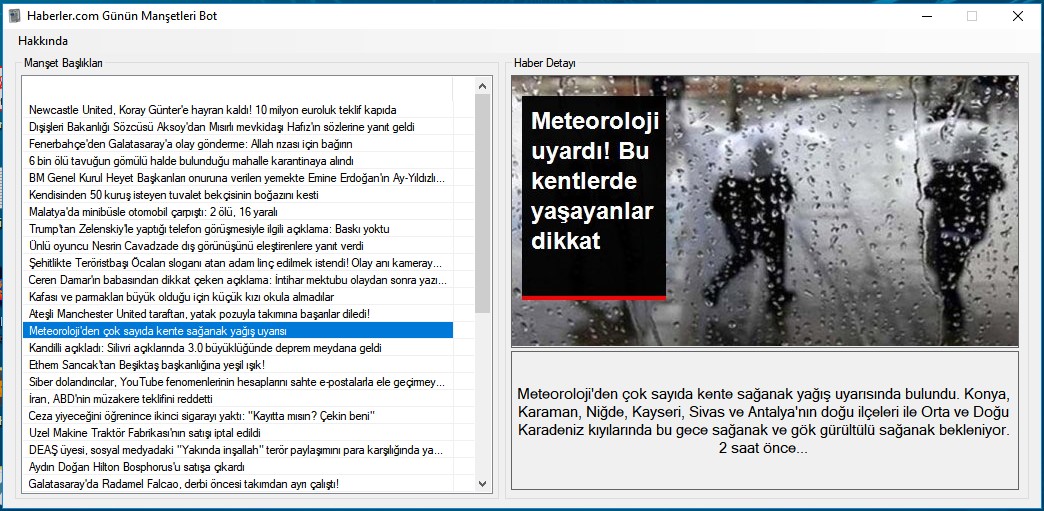 Haberler.com Günün Manşetleri Bot
Hakkında
Manşet Başlıkları
Newcastle United, Koray Günter'e hayran kaldı! 10 milyon euroluk teklif kapıda
Dışişleri Bakanlığı Sözcüsü Aksoy'dan Mısırlı mevkidaşı Hafız'ın sözlerine yanıt geldi
Fenerbahçe'den Galatasaray'a olay gönderme: Allah rızası için bağırın
6 bin ölü tavuğun gömülü halde bulunduğu mahalle karantinaya alındı
BM Genel Kurul Heyet Başkanları onuruna verilen yemekte Emine Erdoğan'ın Ay-Yıldızlı...
Kendisinden 50 kuruş isteyen tuvalet bekçisinin boğazını kesti
Malatya'da minibüsle otomobil çarpıştı: 2 ölü, 16 yaralı
Trump'tan Zelenskiy'le yaptığı telefon görüşmesiyle ilgili açıklama: Baskı yoktu
Ünlü oyuncu Nesrin Cavadzade dış görünüşünü eleştirenlere yanıt verdi
Şehitlikte Teröristbaşı Öcalan sloganı atan adam linç edilmek istendi! Olay anı kameray...
Ceren Damar'ın babasından dikkat çeken açıklama: İntihar mektubu olaydan sonra yazı...
Kafası ve parmakları büyük olduğu için küçük kızı okula almadılar
Ateşli Manchester United taraftarı, yatak pozuyla takımına başarılar diledi!
Meteoroloji'den çok sayıda kente sağanak yağış uyarısı
Kandilli açıkladı: Silivri açıklarında 3.0 büyüklüğünde deprem meydana geldi
Ethem Sancak'tan Beşiktaş başkanlığına yeşil ışık!
Siber dolandırıcılar, YouTube fenomenlerinin hesaplarını sahte e-postalarla ele geçirmey...
İran, ABD'nin müzakere teklifini reddetti
Ceza yiyeceğini öğrenince ikinci sigarayı yaktı: "Kayıtta mısın? Çekin beni"
Uzel Makine Traktör Fabrikası'nın satışı iptal edildi
DEAŞ üyesi, sosyal medyadaki "Yakında inşallah" terör paylaşımını para karşılığında ya...
Aydın Doğan Hilton Bosphorus'u satışa çıkardı
Galatasaray'da Radamel Falcao, derbi öncesi takımdan ayrı çalıştı!
Haber Detayı
Meteoroloji
uyardı! Bu
kentlerde
yaşayanlar
dikkat
Meteoroloji'den çok sayıda kente sağanak yağış uyarısında bulundu. Konya,
Karaman, Niğde, Kayseri, Sivas ve Antalya'nın doğu ilçeleri ile Orta ve Doğu
Karadeniz kıyılarında bu gece sağanak ve gök gürültülü sağanak bekleniyor.
2 saat önce...